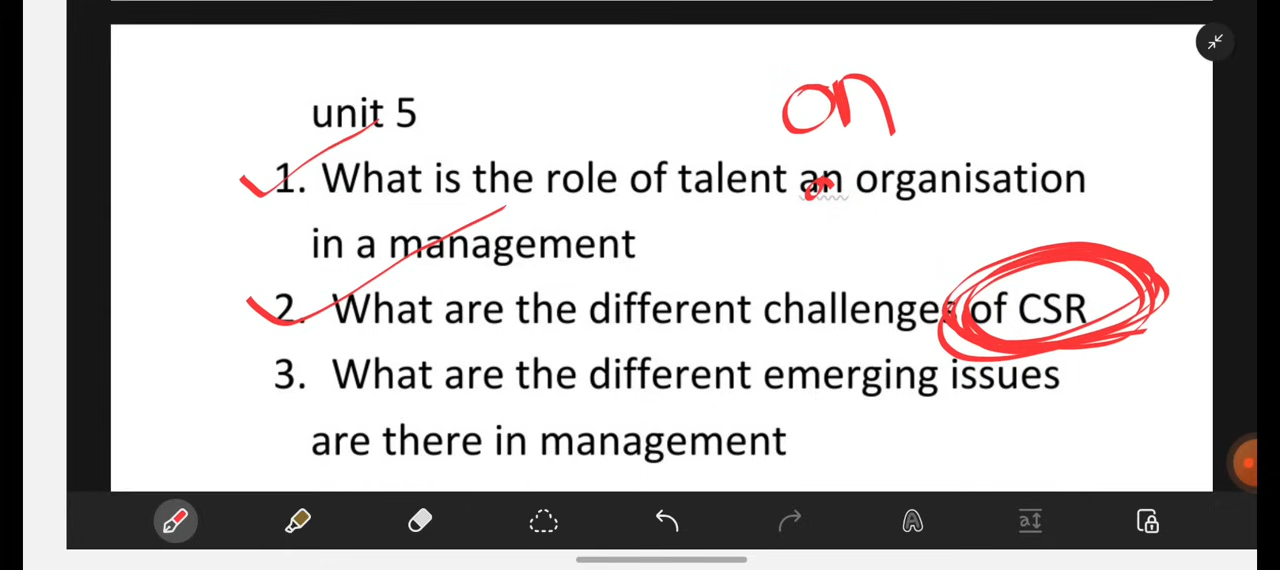 on
unit 5
1. What is the role of talent an organisation
in a management
2. What are the different challenges of CSR
3. What are the different emerging issues
are there in management